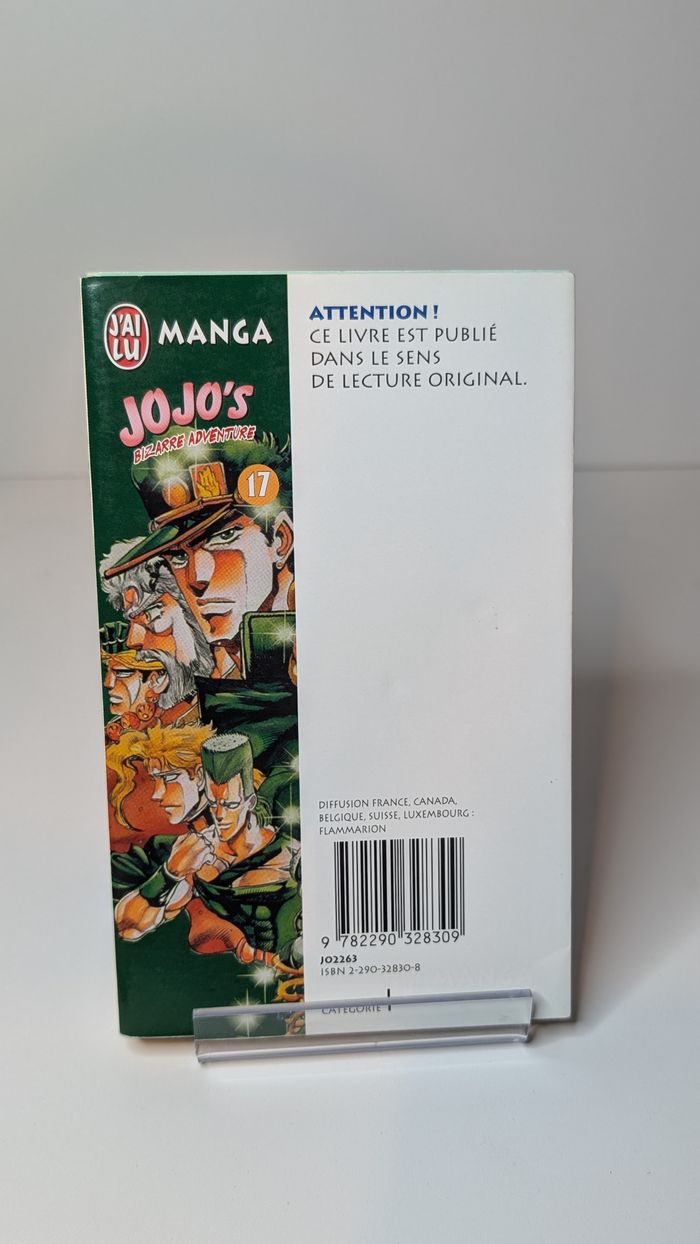 J'AI
LU
MANGA
JOJO'S
BIZARRE ADVENTURE
17
ATTENTION !
CE LIVRE EST PUBLIÉ
DANS LE SENS
DE LECTURE ORIGINAL.
DIFFUSION FRANCE, CANADA,
BELGIQUE, SUISSE, LUXEMBOURG :
FLAMMARION
9 782290 328309
JO2263
ISBN 2-290-32830-8
CATÉGORIE I